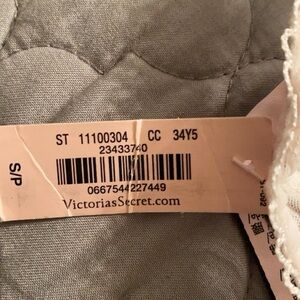 S/P
ST 11100304 CC 34Y5
23433740
0667544227449
VictoriasSecret.com